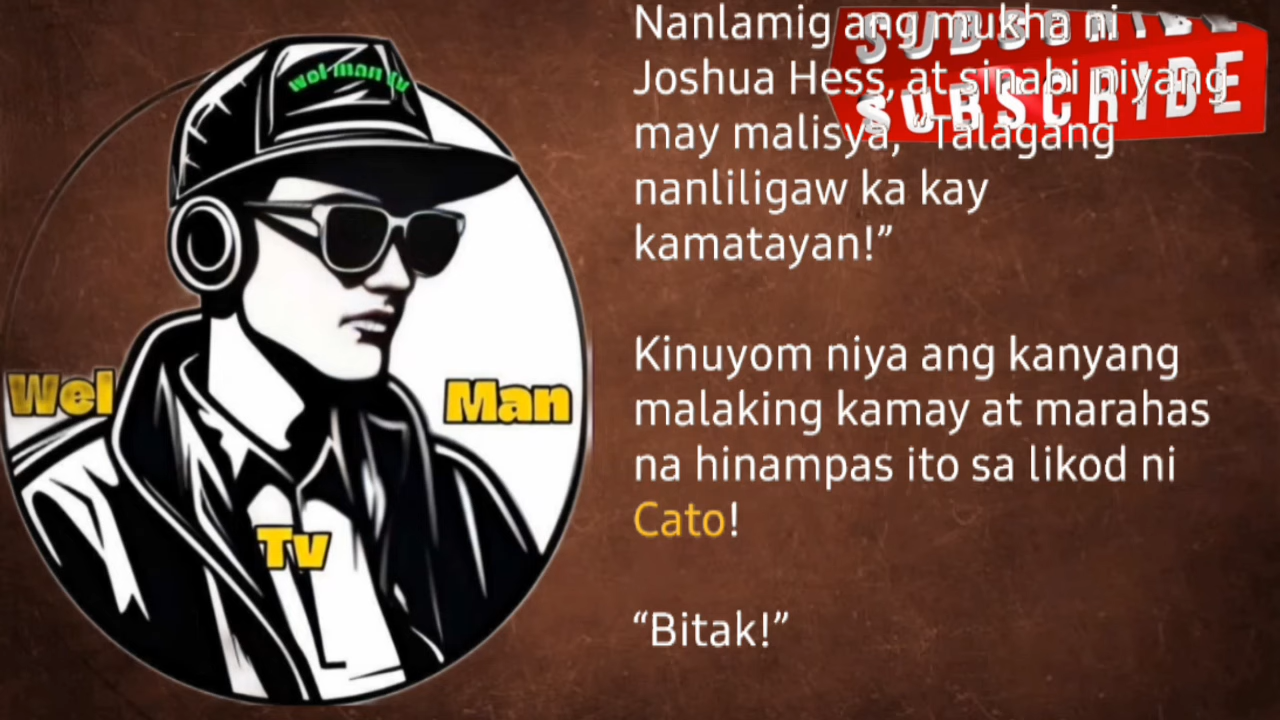 wel man tv
Wel
Man
Tv
SUBSCRIBE
SUBSCRIBE
Nanlamig ang mukha ni
Joshua Hess, at sinabi niyang
may malisya, “Talagang
nanliligaw ka kay
kamatayan!”
Kinuyom niya ang kanyang
malaking kamay at marahas
na hinampas ito sa likod ni
Cato!
“Bitak!”